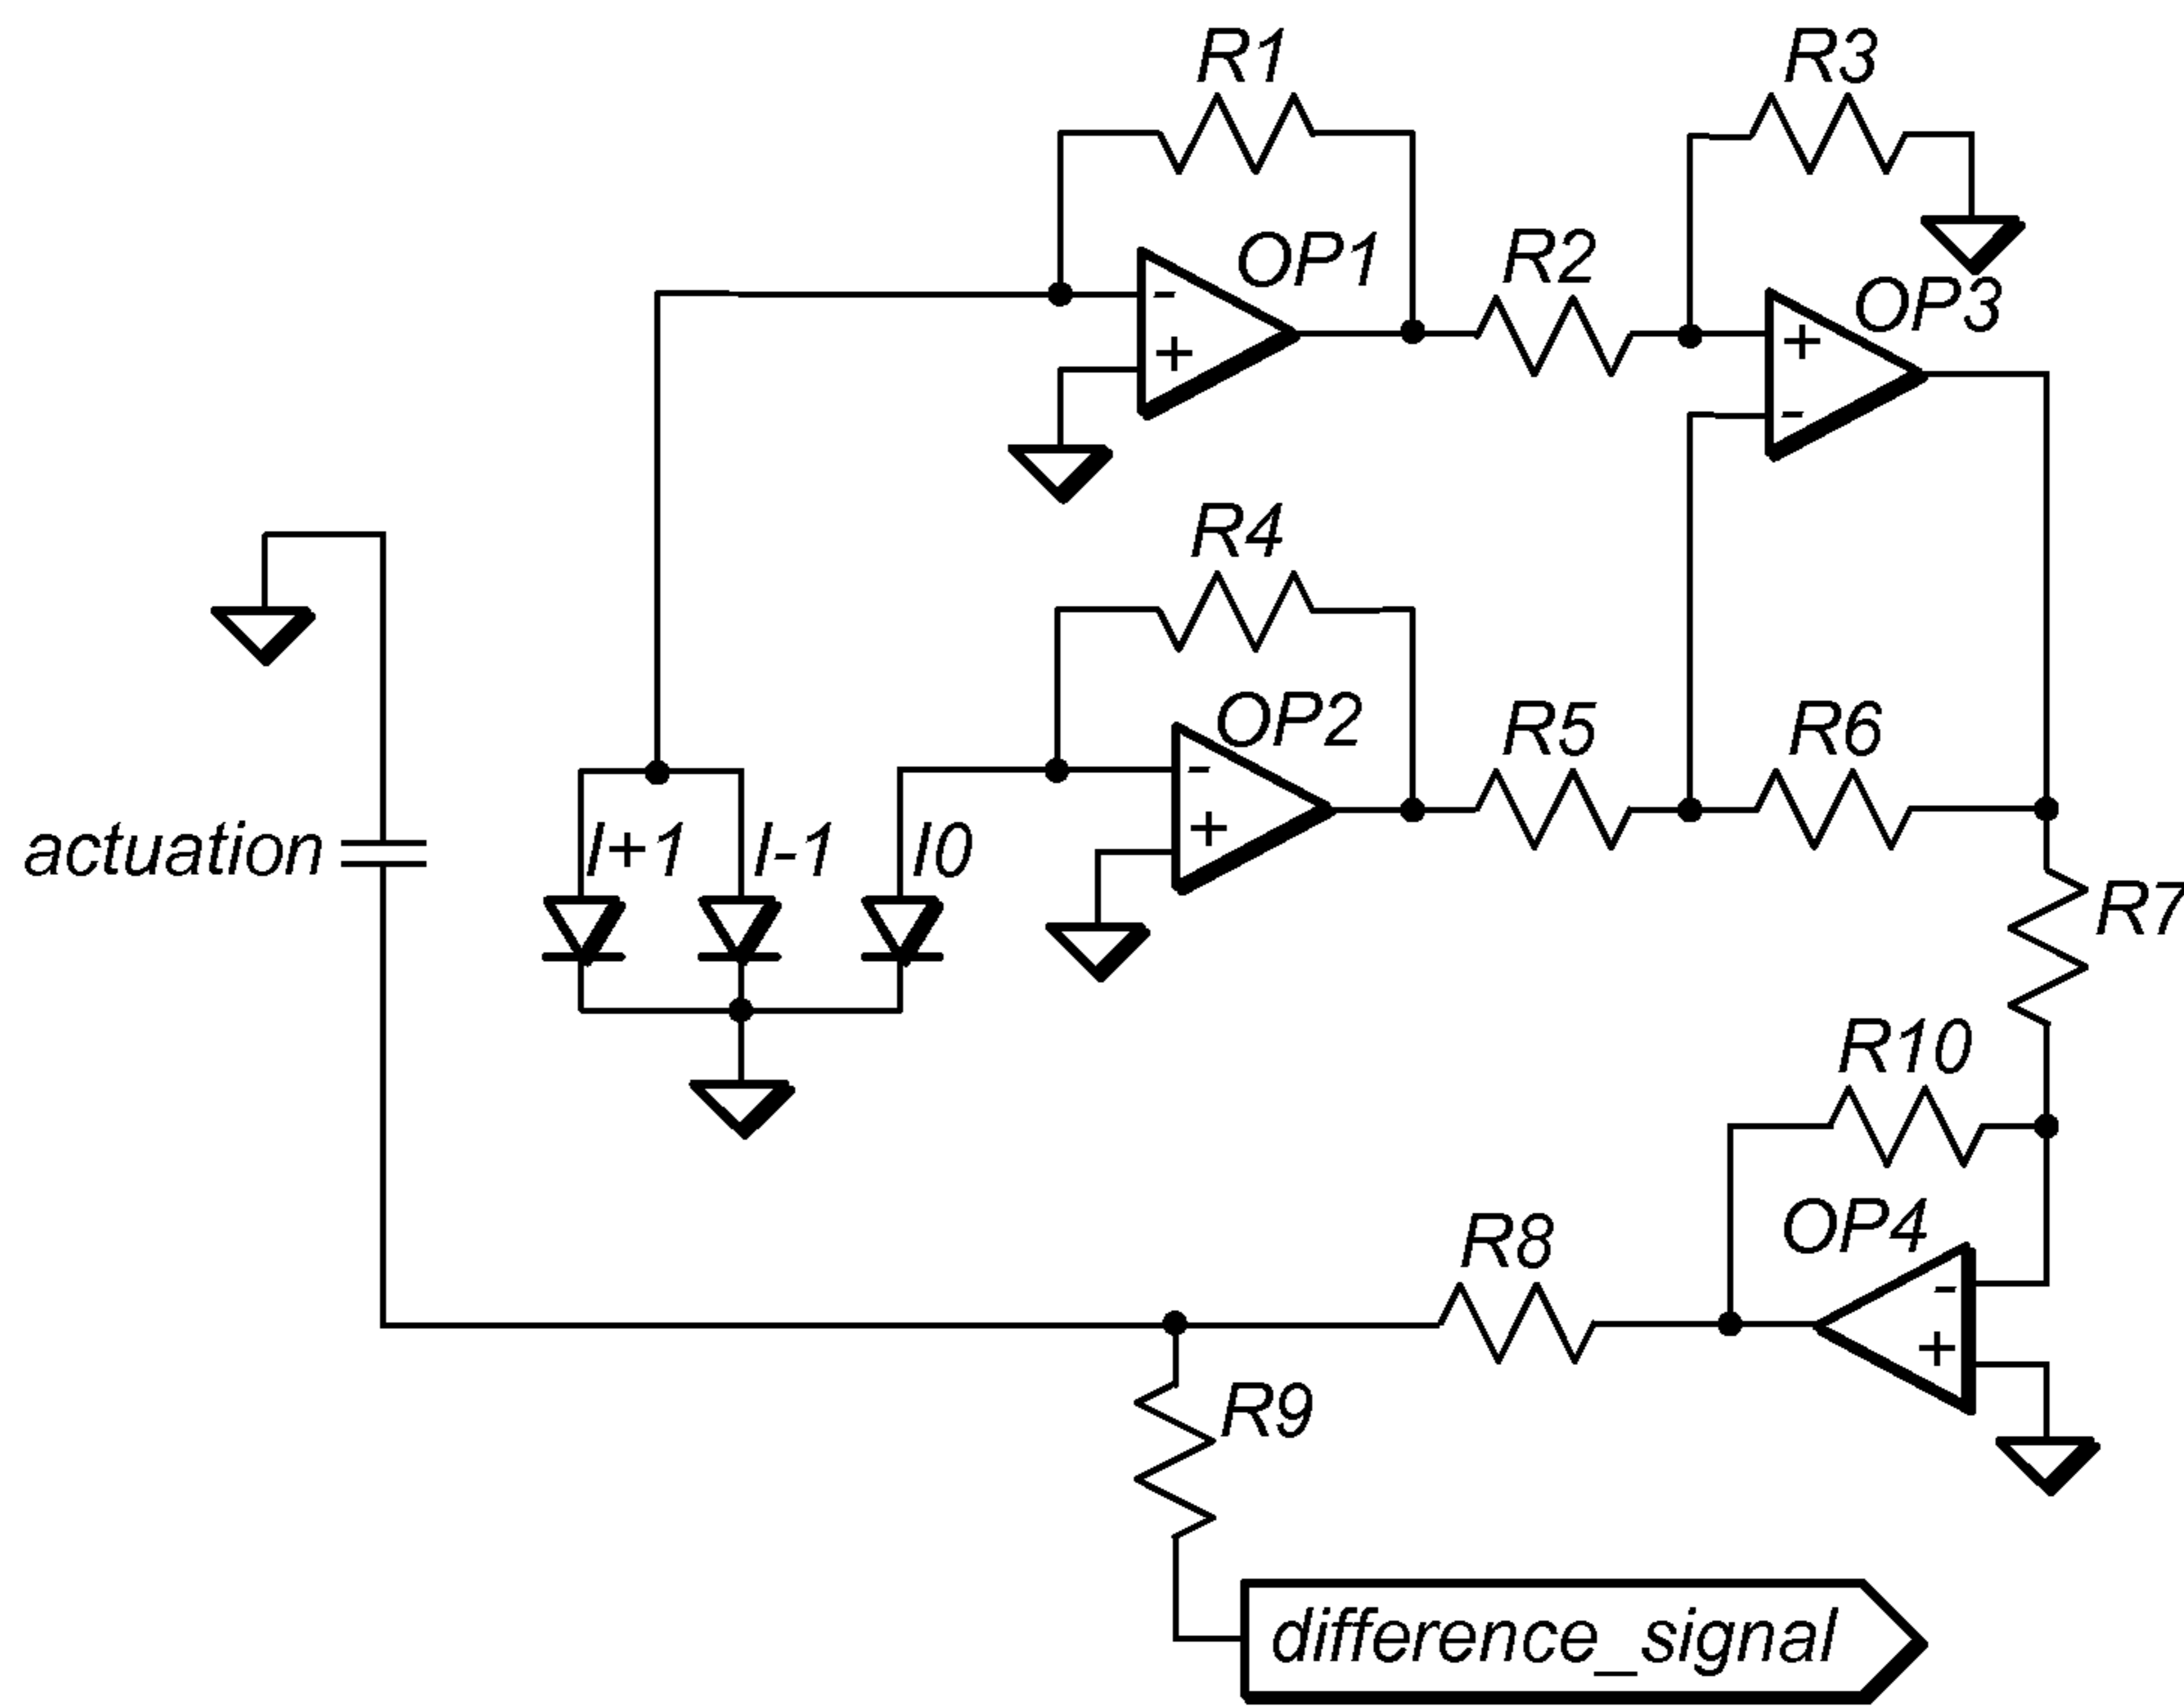 R1
R3
OP1
R2
OP3
-
+
+
-
R4
OP2
R5
R6
-
+
actuation
I+1
I-1
I0
R7
R10
OP4
R8
-
+
R9
difference_signal